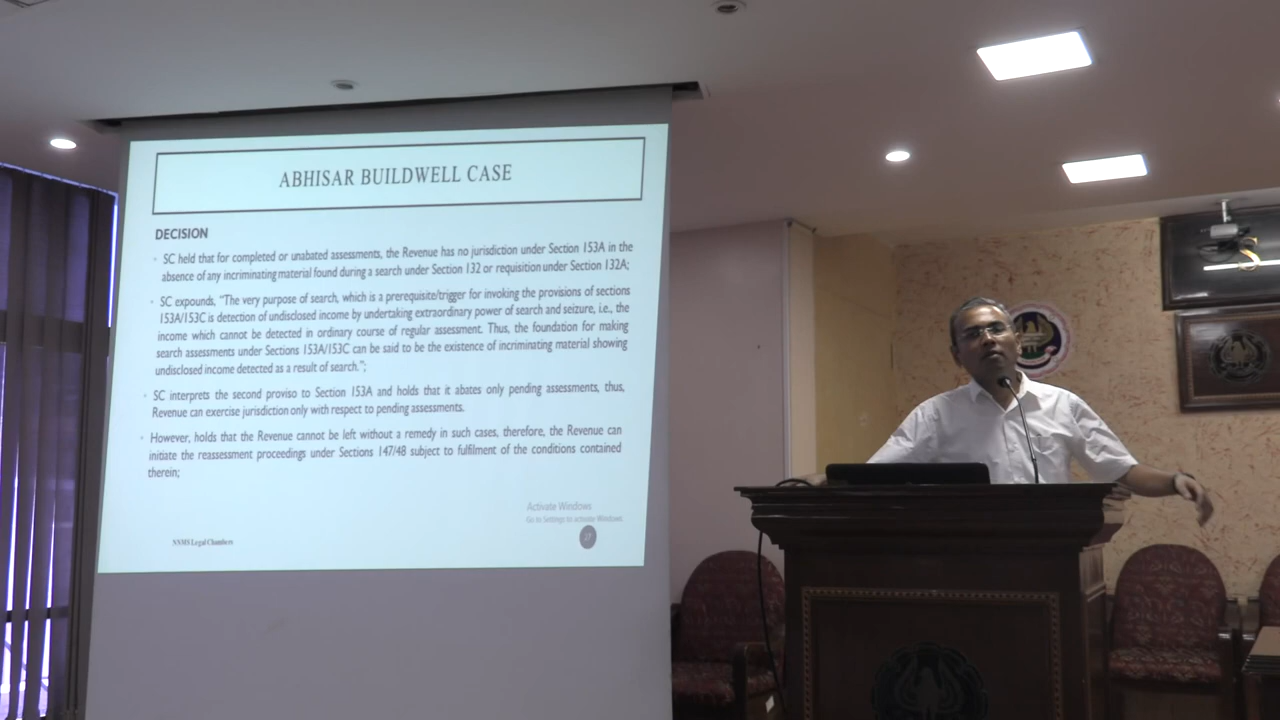 ABHISAR BUILDWELL CASE
DECISION
SC held that for completed or unabated assessments, the Revenue has no jurisdiction under Section 153A in the
absence of any incriminating material found during a search under Section 132 or requisition under Section 132A;
SC expounds, "The very purpose of search, which is a prerequisite/trigger for invoking the provisions of sections
153A/153C is detection of undisclosed income by undertaking extraordinary power of search and seizure, i.e., the
income which cannot be detected in ordinary course of regular assessment. Thus, the foundation for making
search assessments under Sections 153A/153C can be said to be the existence of incriminating material showing
undisclosed income detected as a result of search.";
SC interprets the second proviso to Section 153A and holds that it abates only pending assessments, thus,
Revenue can exercise jurisdiction only with respect to pending assessments.
However, holds that the Revenue cannot be left without a remedy in such cases, therefore, the Revenue can
initiate the reassessment proceedings under Sections 147/48 subject to fulfilment of the conditions contained
therein;
Activate Windows
Go to Settings to activate Windows.
NSMS Legal Chambers